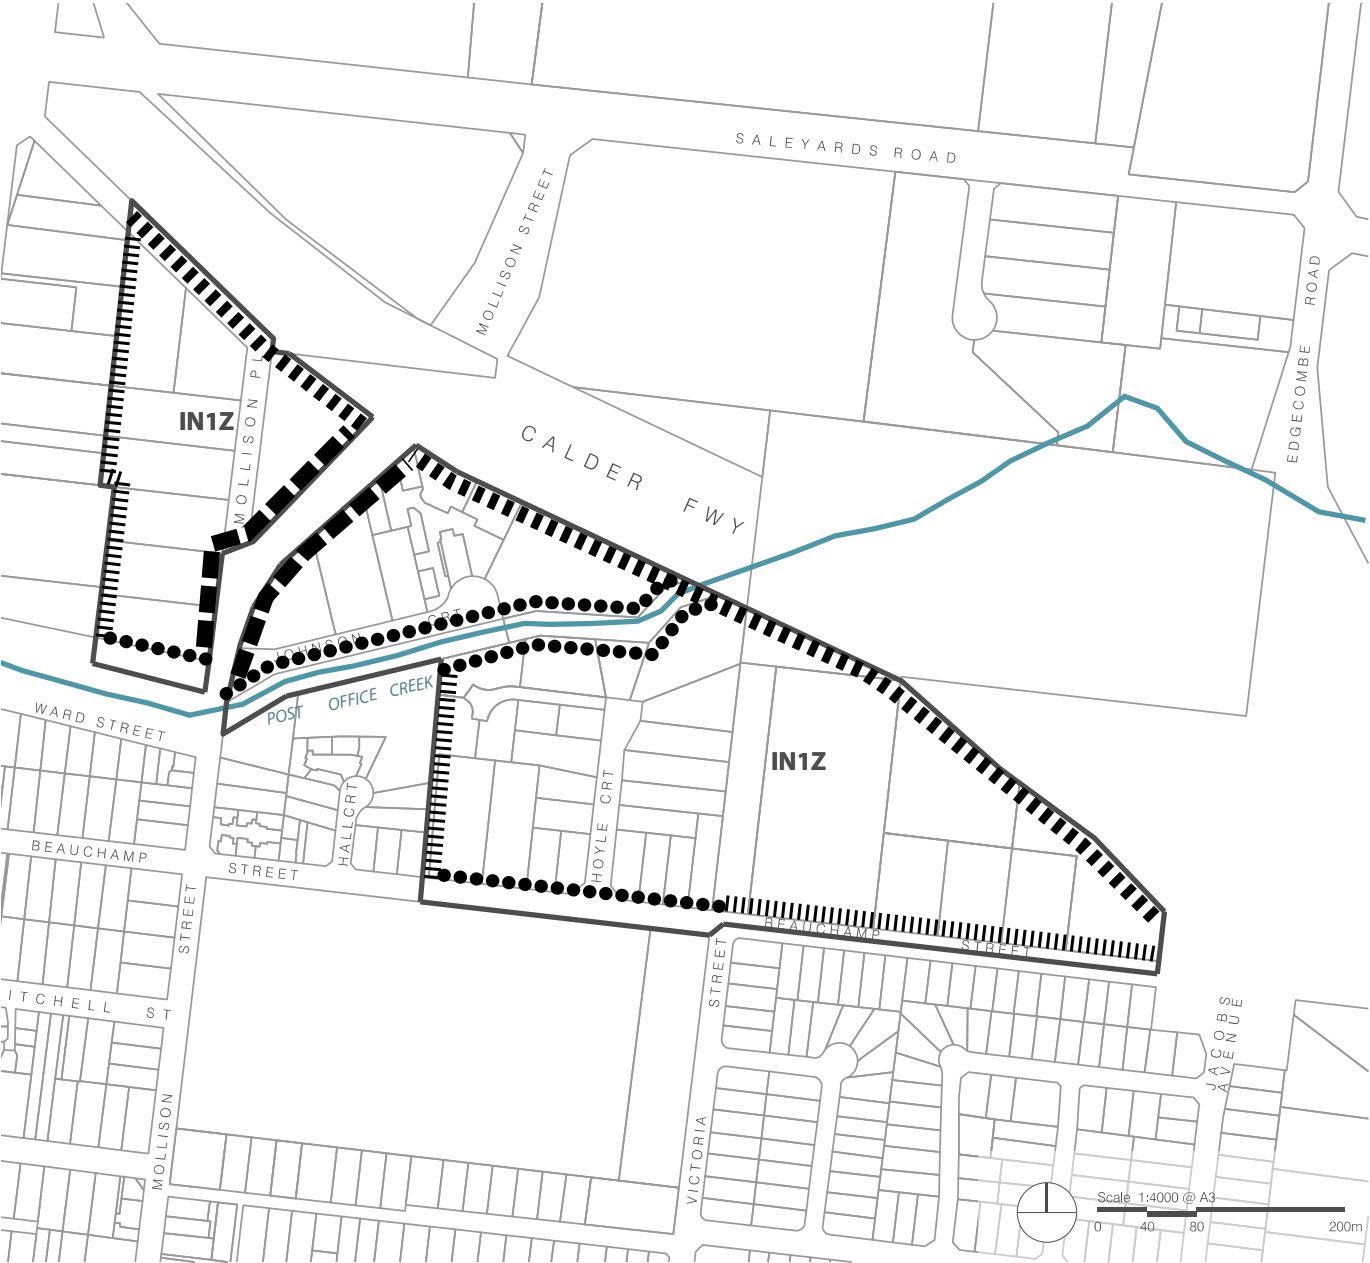 SALEYARDS ROAD
MOLLISON STREET
EDGECOMBE ROAD
MOLLISON PL
IN1Z
CALDER FWY
JOHNSON CRT
POST OFFICE CREEK
WARD STREET
IN1Z
HALLCRT
HOYLE CRT
BEAUCHAMP STREET
BEAUCHAMP STREET
MOLLISON STREET
ITCHELL ST
VICTORIA STREET
JACOBS
AVENUE
Scale 1:4000 @ A3
0 40 80 200m